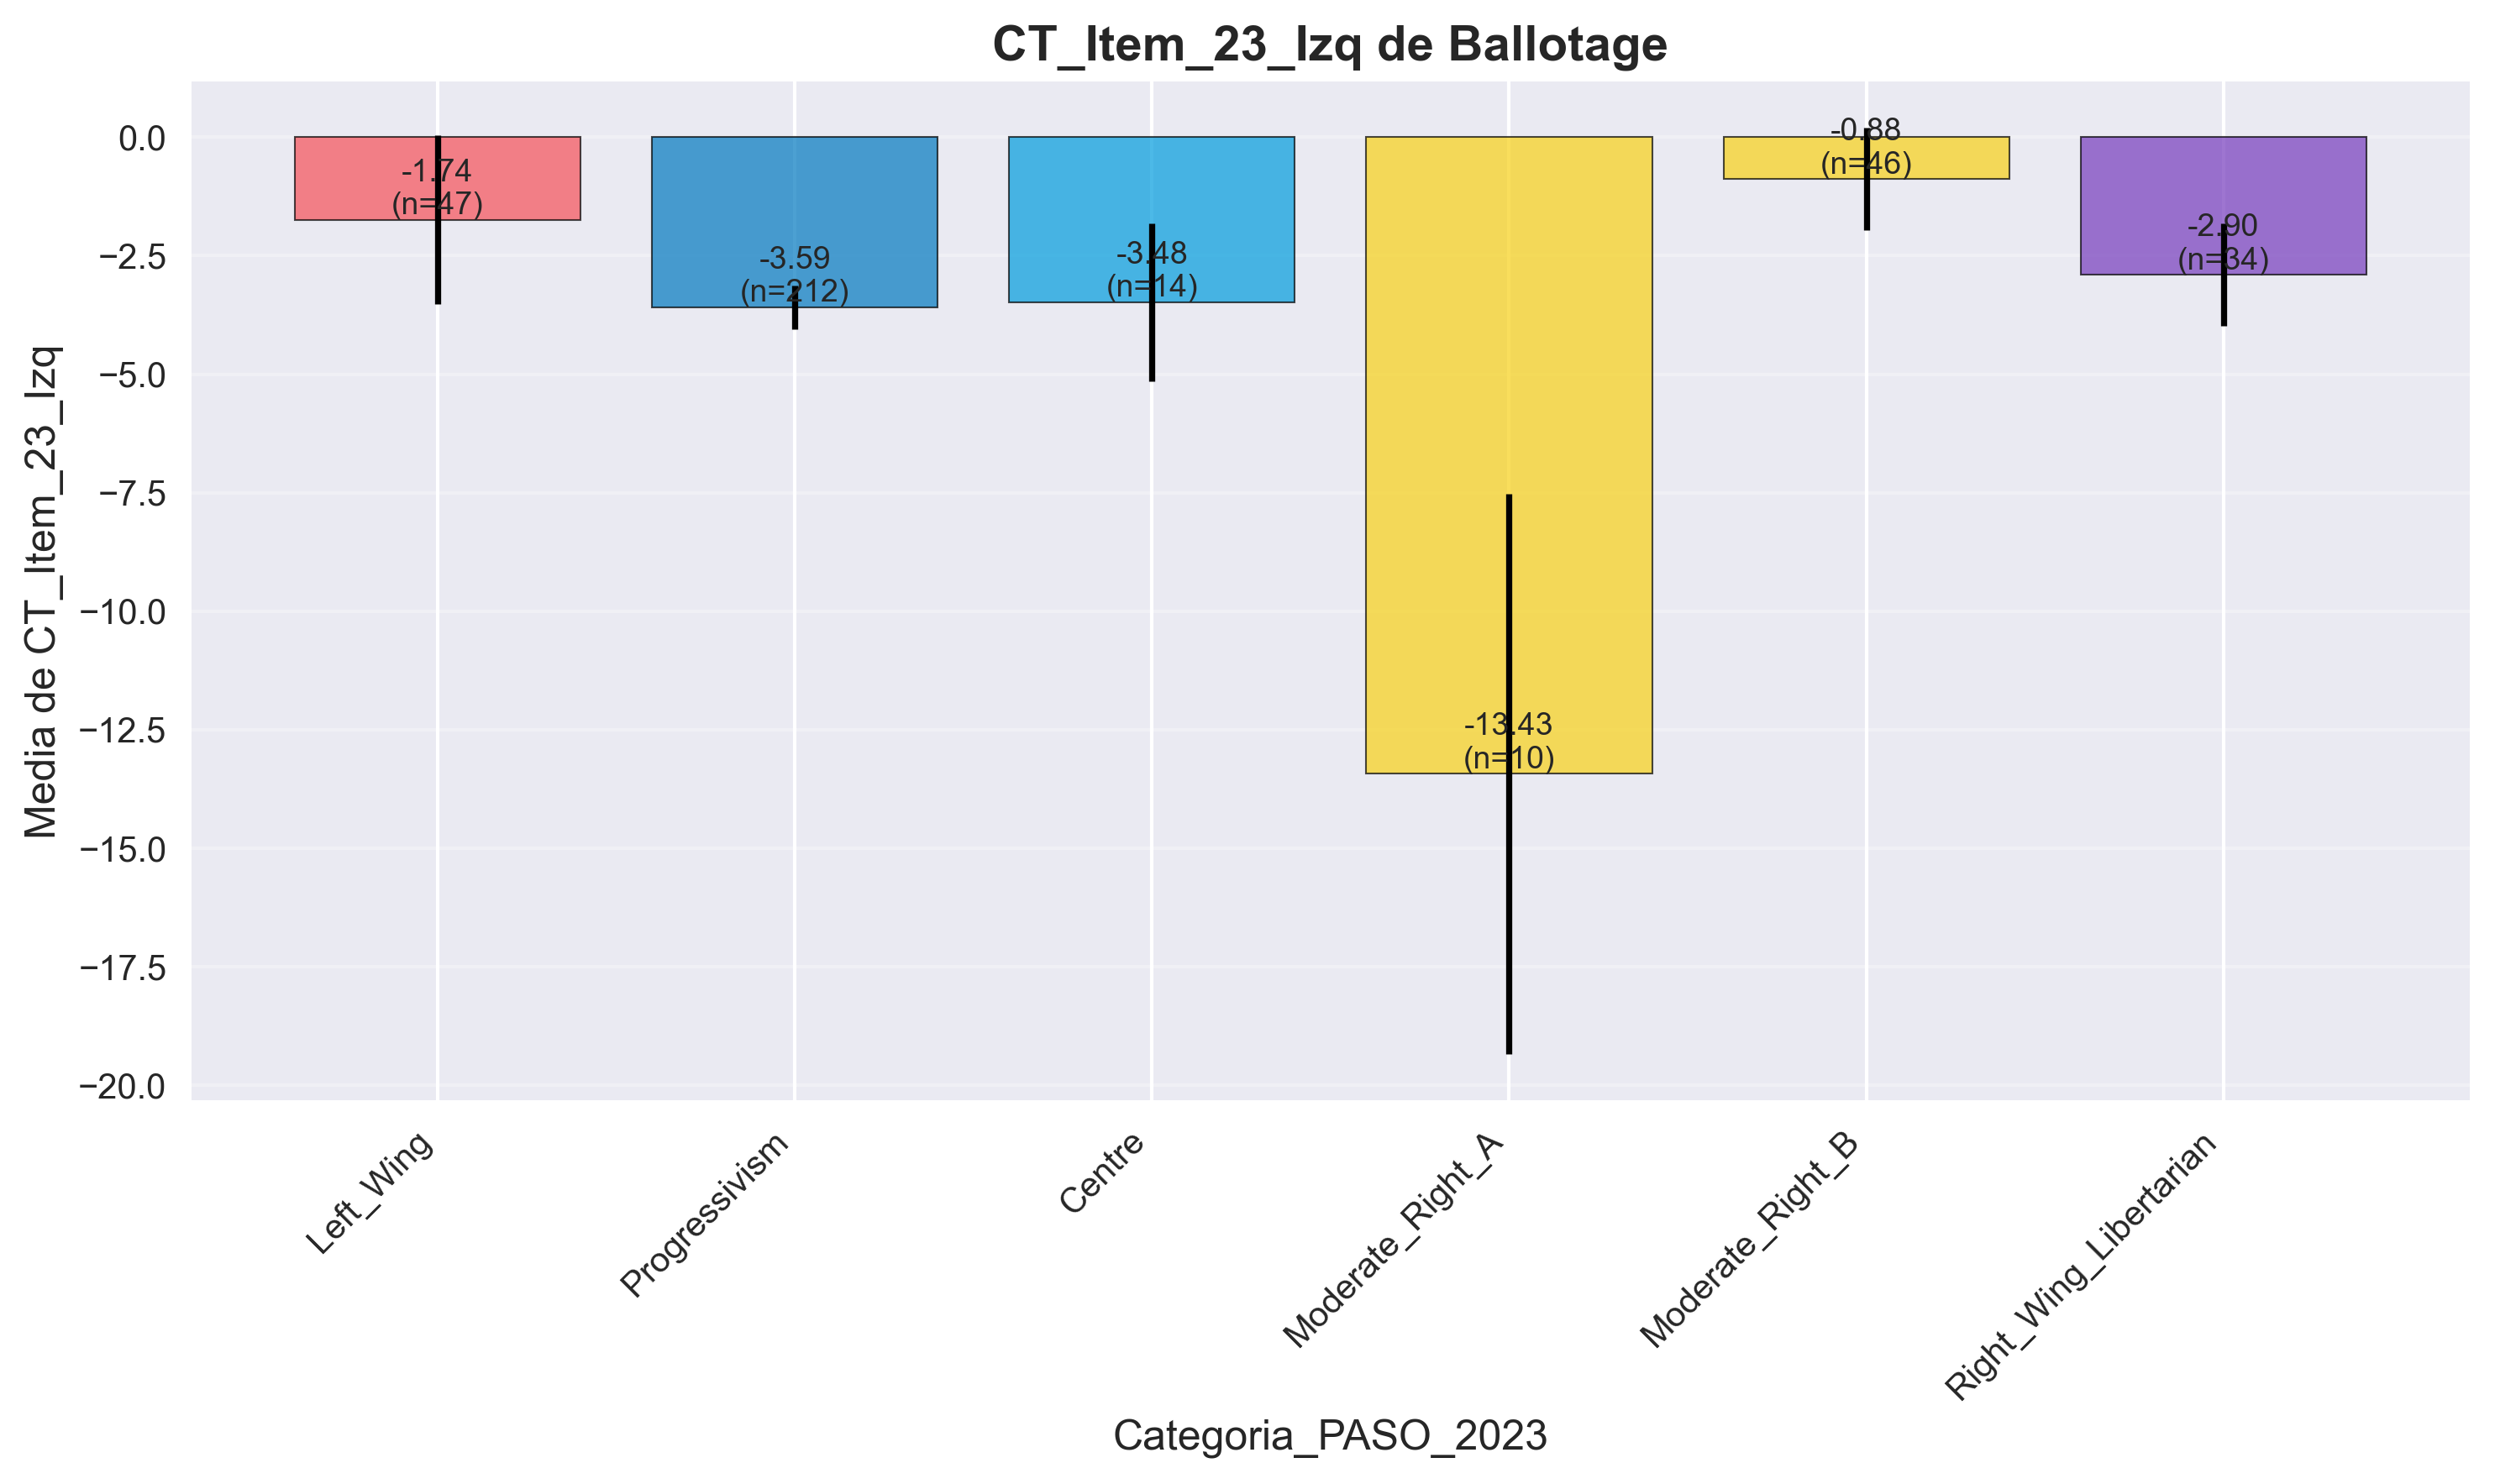 CT_Item_23_Izq de Ballotage
Media de CT_Item_23_Izq
0.0
−2.5
−5.0
−7.5
−10.0
−12.5
−15.0
−17.5
−20.0
-1.74
(n=47)
-3.59
(n=212)
-3.48
(n=14)
-13.43
(n=10)
-0.88
(n=46)
-2.90
(n=34)
Left_Wing
Progressivism
Centre
Moderate_Right_A
Moderate_Right_B
Right_Wing_Libertarian
Categoria_PASO_2023